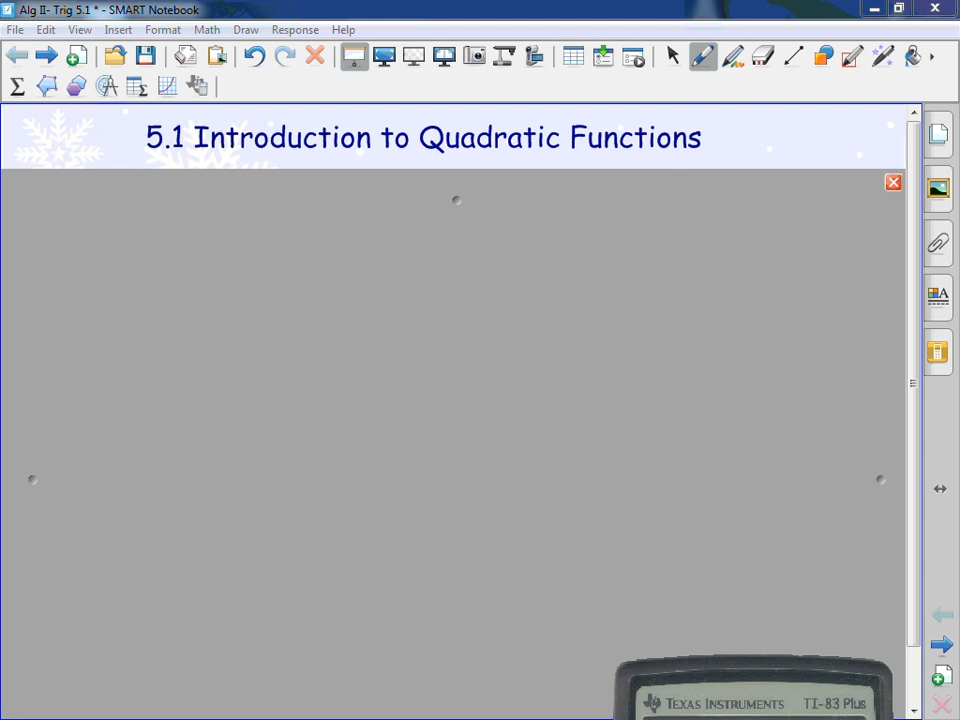 Alg II- Trig 5.1 * - SMART Notebook
File Edit View Insert Format Math Draw Response Help
5.1 Introduction to Quadratic Functions
TEXAS INSTRUMENTS TI-83 Plus